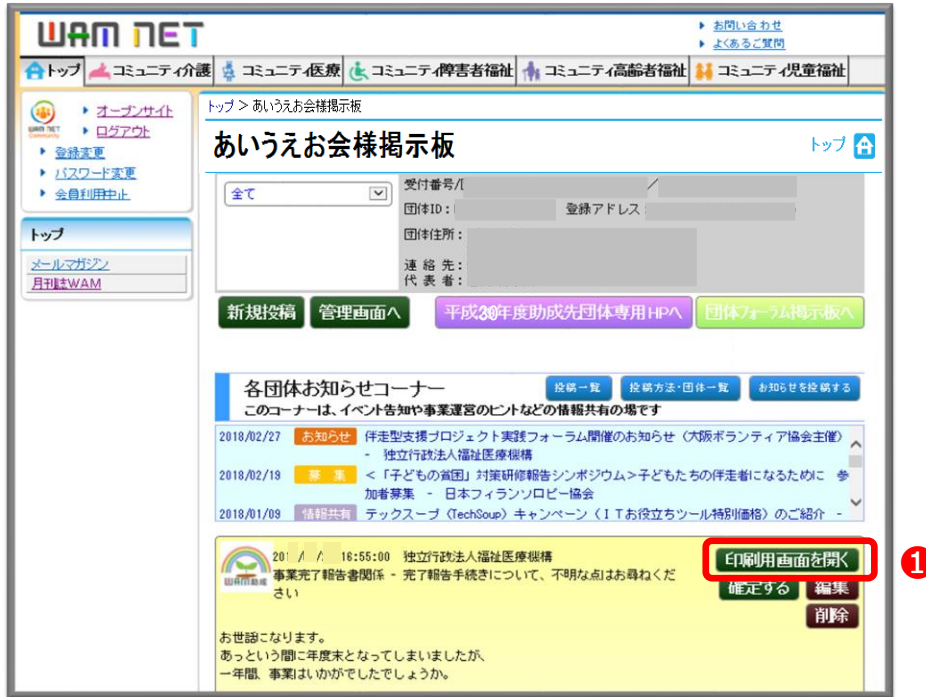 WAM NET
お問い合わせ
よくあるご質問
トップ コミュニティ介護 コミュニティ医療 コミュニティ障害者福祉 コミュニティ高齢者福祉 コミュニティ児童福祉
WAM NET
Community
オープンサイト
ログアウト
登録変更
パスワード変更
会員利用中止
トップ
メールマガジン
月刊誌WAM
トップ > あいうえお会様掲示板
あいうえお会様掲示板
トップ
全て
受付番号/
/
団体ID:
登録アドレス
団体住所:
連絡先:
代表者:
新規投稿 管理画面へ 平成30年度助成先団体専用HPへ 団体フォーラム掲示板へ
各団体お知らせコーナー
投稿一覧 投稿方法・団体一覧 お知らせを投稿する
このコーナーは、イベント告知や事業運営のヒントなどの情報共有の場です
2018/02/27 お知らせ 伴走型支援プロジェクト実践フォーラム開催のお知らせ(大阪ボランティア協会主催)
- 独立行政法人福祉医療機構
2018/02/19 募 集 <「子どもの貧困」対策研修報告シンポジウム>子どもたちの伴走者になるために 参
加者募集 - 日本フィランソロピー協会
2018/01/09 情報共有 テックスープ(TechSoup)キャンペーン(ITお役立ちツール特別価格)のご紹介 -
201 / / 16:55:00 独立行政法人福祉医療機構
事業完了報告書関係 - 完了報告手続きについて、不明な点はお尋ねくだ
さい
WAM助成
印刷用画面を開く
❶
確定する 編集
削除
お世話になります。
あっという間に年度末となってしまいましたが、
一年間、事業はいかがでしたでしょうか。